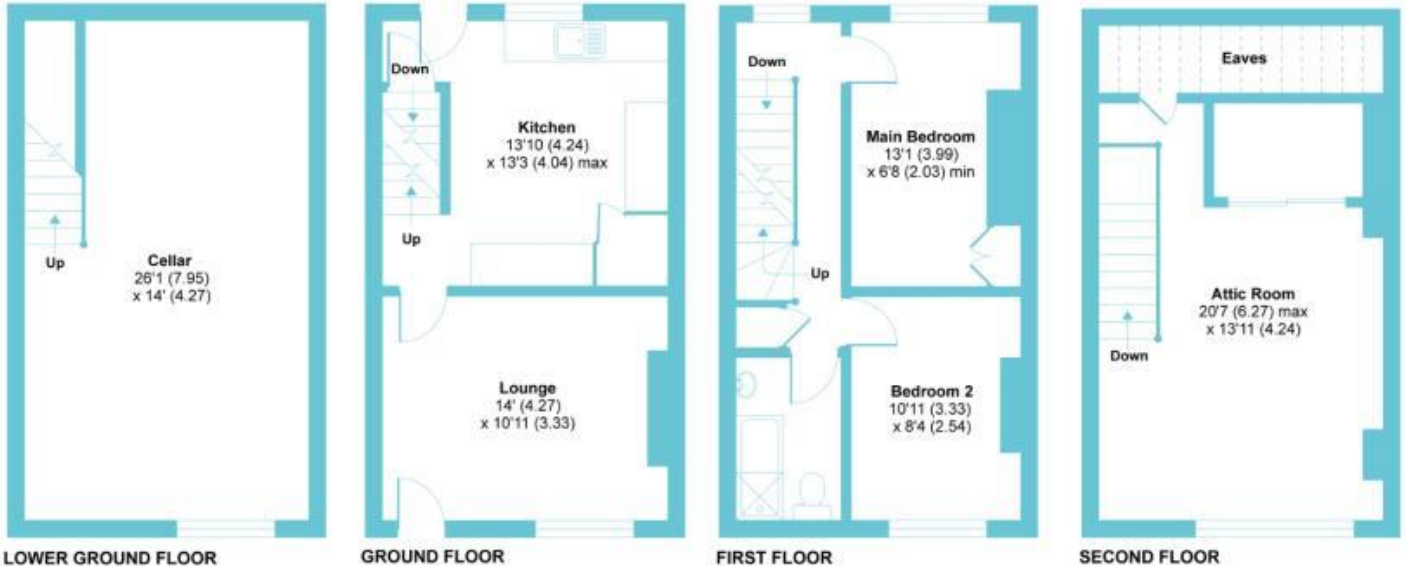 Up
Cellar
26'1 (7.95)
x 14' (4.27)
LOWER GROUND FLOOR
Down
Kitchen
13'10 (4.24)
x 13'3 (4.04) max
Up
Lounge
14' (4.27)
x 10'11 (3.33)
GROUND FLOOR
Down
Main Bedroom
13'1 (3.99)
x 6'8 (2.03) min
Up
Bedroom 2
10'11 (3.33)
x 8'4 (2.54)
FIRST FLOOR
Eaves
Attic Room
20'7 (6.27) max
x 13'11 (4.24)
Down
SECOND FLOOR